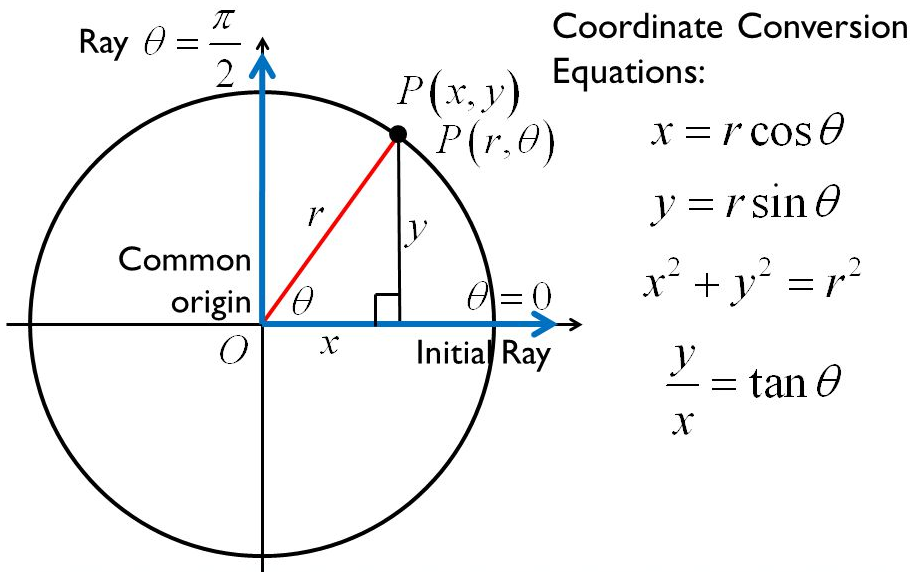 Ray θ = π/2
P(x, y)
P(r, θ)
r
y
Common
origin
θ
θ = 0
O
x
Initial Ray
Coordinate Conversion
Equations:
x = r cos θ
y = r sin θ
x² + y² = r²
y/x = tan θ